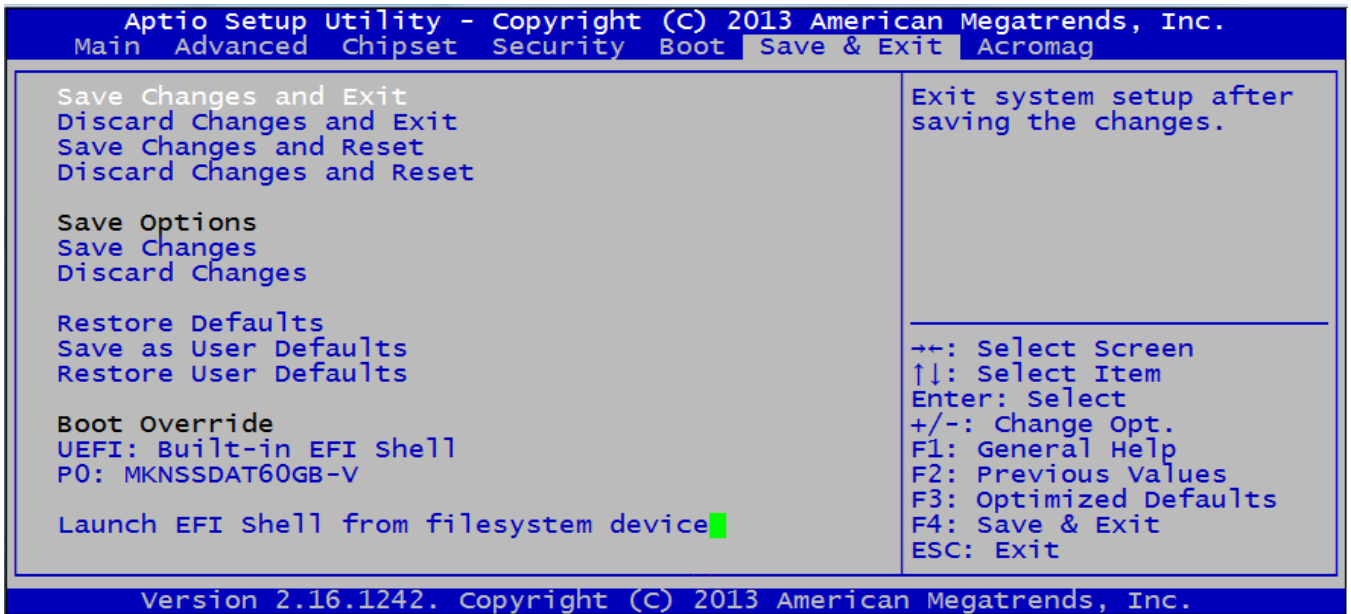 Aptio Setup Utility - Copyright (C) 2013 American Megatrends, Inc.
Main Advanced Chipset Security Boot Save & Exit Acromag
Save Changes and Exit
Discard Changes and Exit
Save Changes and Reset
Discard Changes and Reset
Save Options
Save Changes
Discard Changes
Restore Defaults
Save as User Defaults
Restore User Defaults
Boot Override
UEFI: Built-in EFI Shell
P0: MKNSSDAT60GB-V
Launch EFI Shell from filesystem device
Exit system setup after
saving the changes.
→←: Select Screen
↑↓: Select Item
Enter: Select
+/-: Change Opt.
F1: General Help
F2: Previous Values
F3: Optimized Defaults
F4: Save & Exit
ESC: Exit
Version 2.16.1242. Copyright (C) 2013 American Megatrends, Inc.